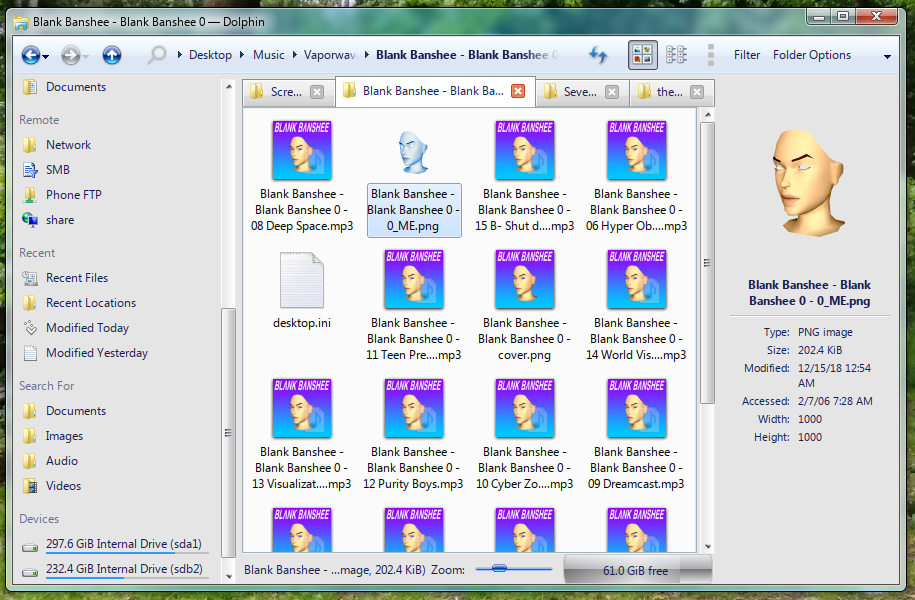 Blank Banshee - Blank Banshee 0 — Dolphin
Desktop Music Vaporwav Blank Banshee - Blank Banshee 0
Filter Folder Options
Documents
Remote
Network
SMB
Phone FTP
share
Recent
Recent Files
Recent Locations
Modified Today
Modified Yesterday
Search For
Documents
Images
Audio
Videos
Devices
297.6 GiB Internal Drive (sda1)
232.4 GiB Internal Drive (sdb2)
Scre...
Blank Banshee - Blank Ba...
Seve...
the...
BLANK BANSHEE
Blank Banshee -
Blank Banshee 0 -
08 Deep Space.mp3
Blank Banshee -
Blank Banshee 0 -
0_ME.png
BLANK BANSHEE
Blank Banshee -
Blank Banshee 0 -
15 B- Shut d....mp3
BLANK BANSHEE
Blank Banshee -
Blank Banshee 0 -
06 Hyper Ob....mp3
desktop.ini
BLANK BANSHEE
Blank Banshee -
Blank Banshee 0 -
11 Teen Pre....mp3
BLANK BANSHEE
Blank Banshee -
Blank Banshee 0 -
cover.png
BLANK BANSHEE
Blank Banshee -
Blank Banshee 0 -
14 World Vis....mp3
BLANK BANSHEE
Blank Banshee -
Blank Banshee 0 -
13 Visualizat....mp3
BLANK BANSHEE
Blank Banshee -
Blank Banshee 0 -
12 Purity Boys.mp3
BLANK BANSHEE
Blank Banshee -
Blank Banshee 0 -
10 Cyber Zo....mp3
BLANK BANSHEE
Blank Banshee -
Blank Banshee 0 -
09 Dreamcast.mp3
BLANK BANSHEE
BLANK BANSHEE
BLANK BANSHEE
BLANK BANSHEE
Blank Banshee - ...mage, 202.4 KiB) Zoom:
61.0 GiB free
Blank Banshee - Blank
Banshee 0 - 0_ME.png
Type: PNG image
Size: 202.4 KiB
Modified: 12/15/18 12:54
AM
Accessed: 2/7/06 7:28 AM
Width: 1000
Height: 1000